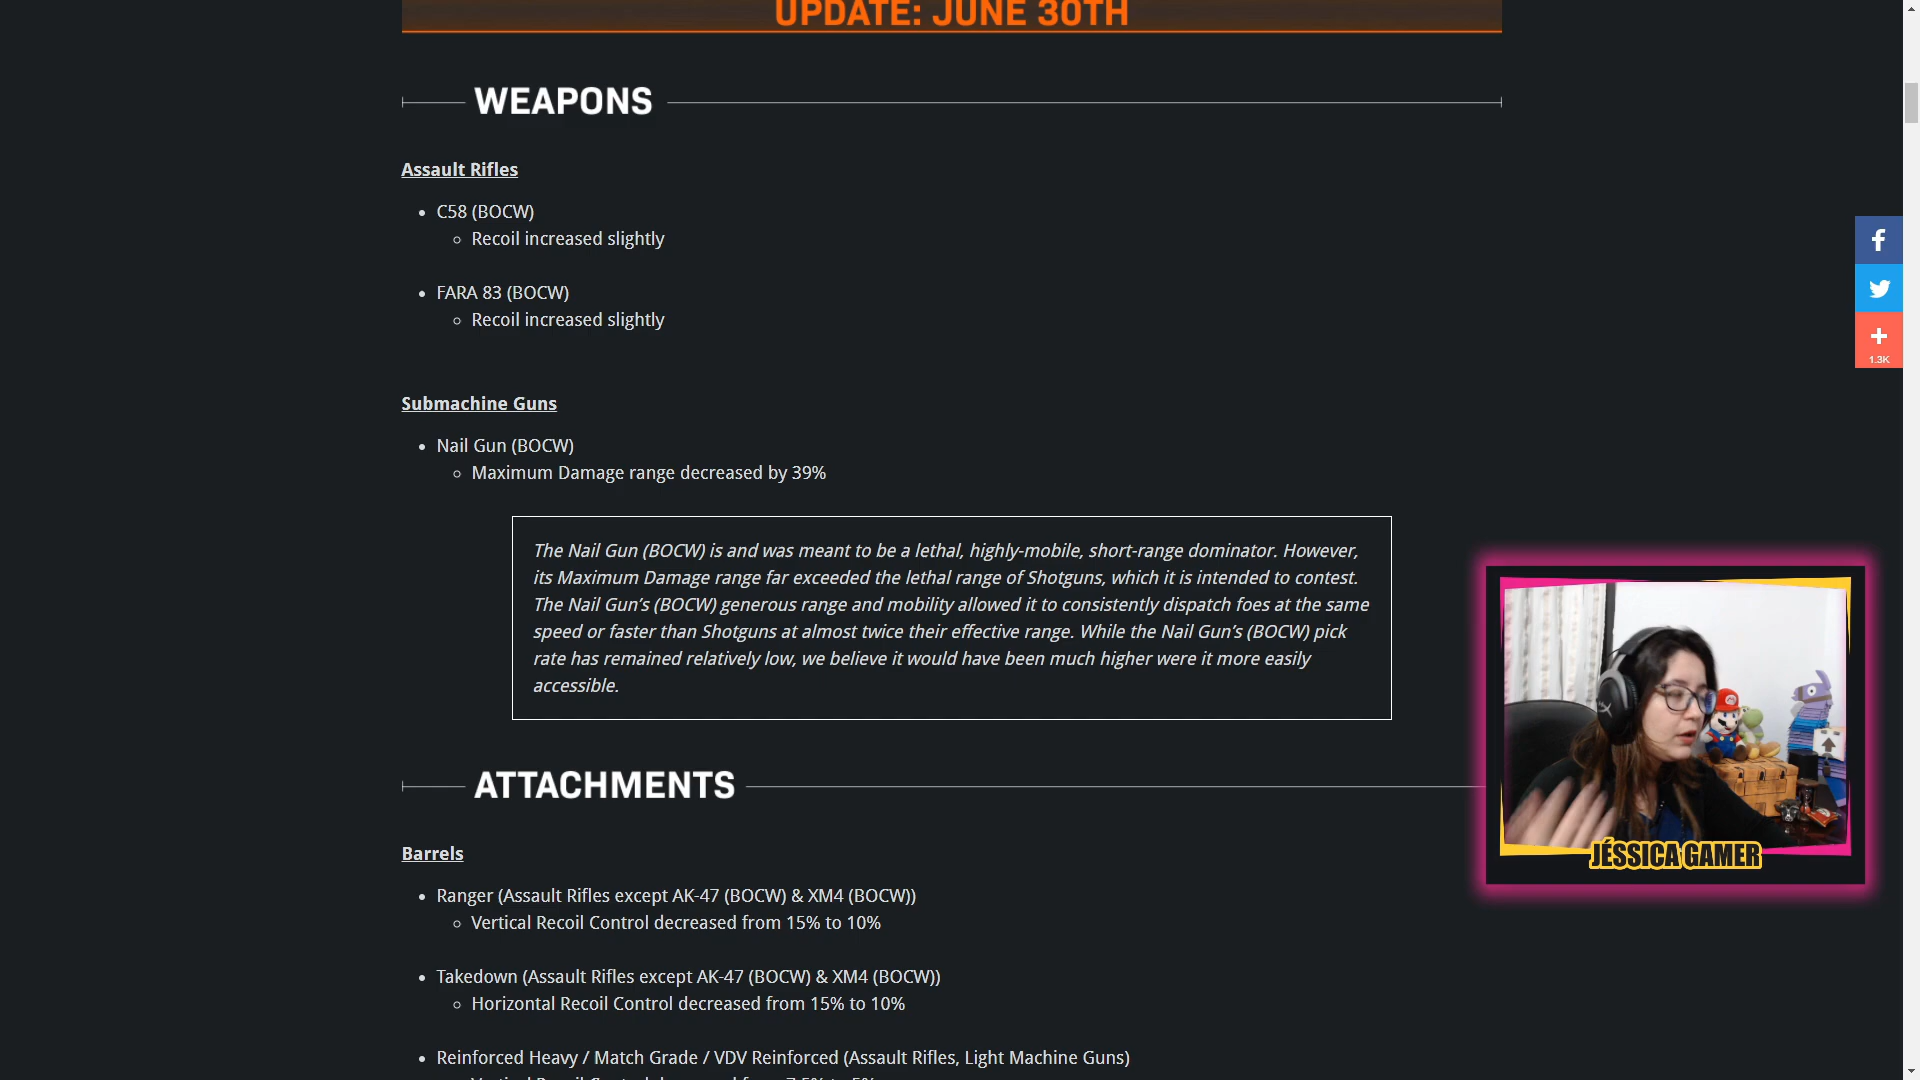 UPDATE: JUNE 30TH
WEAPONS
Assault Rifles
C58 (BOCW)
Recoil increased slightly
FARA 83 (BOCW)
Recoil increased slightly
Submachine Guns
Nail Gun (BOCW)
Maximum Damage range decreased by 39%
The Nail Gun (BOCW) is and was meant to be a lethal, highly-mobile, short-range dominator. However,
its Maximum Damage range far exceeded the lethal range of Shotguns, which it is intended to contest.
The Nail Gun’s (BOCW) generous range and mobility allowed it to consistently dispatch foes at the same
speed or faster than Shotguns at almost twice their effective range. While the Nail Gun’s (BOCW) pick
rate has remained relatively low, we believe it would have been much higher were it more easily
accessible.
1.3K
JÉSSICA GAMER
ATTACHMENTS
Barrels
Ranger (Assault Rifles except AK-47 (BOCW) & XM4 (BOCW))
Vertical Recoil Control decreased from 15% to 10%
Takedown (Assault Rifles except AK-47 (BOCW) & XM4 (BOCW))
Horizontal Recoil Control decreased from 15% to 10%
Reinforced Heavy / Match Grade / VDV Reinforced (Assault Rifles, Light Machine Guns)